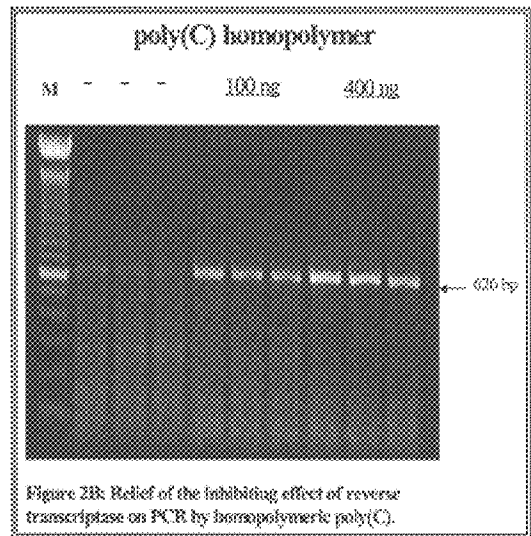 poly(C) homopolymer
M - - - 100 ng 400 ng
626 bp
Figure 2B: Relief of the inhibiting effect of reverse
transcriptase on PCR by homopolymeric poly(C).